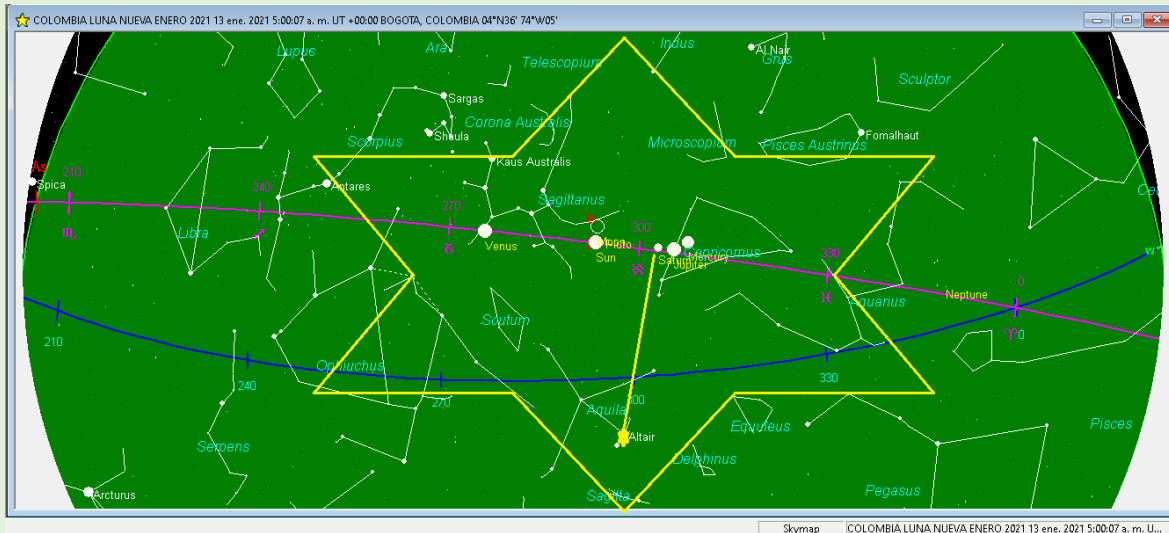 COLOMBIA LUNA NUEVA ENERO 2021 13 ene. 2021 5:00:07 a. m. UT +00:00 BOGOTA, COLOMBIA 04°N36' 74°W05'
Lupus
Ara
Indus
Al Nair
Grus
Telescopium
Sculptor
Sargas
Corona Australis
Shaula
Scorpius
Microscopium
Pisces Austrinus
Fomalhaut
Kaus Australis
As
210
Spica
240
Antares
Sagittarius
270
300
Libra
Venus
Pluto
Sun
Capricornus
Mercury
Saturn
Jupiter
330
0
Aquarius
Neptune
0
210
Scutum
240
Ophiuchus
270
300
330
Aquila
Altair
Equuleus
Pisces
Serpens
Delphinus
Arcturus
Sagitta
Pegasus
Skymap
COLOMBIA LUNA NUEVA ENERO 2021 13 ene. 2021 5:00:07 a. m. U...